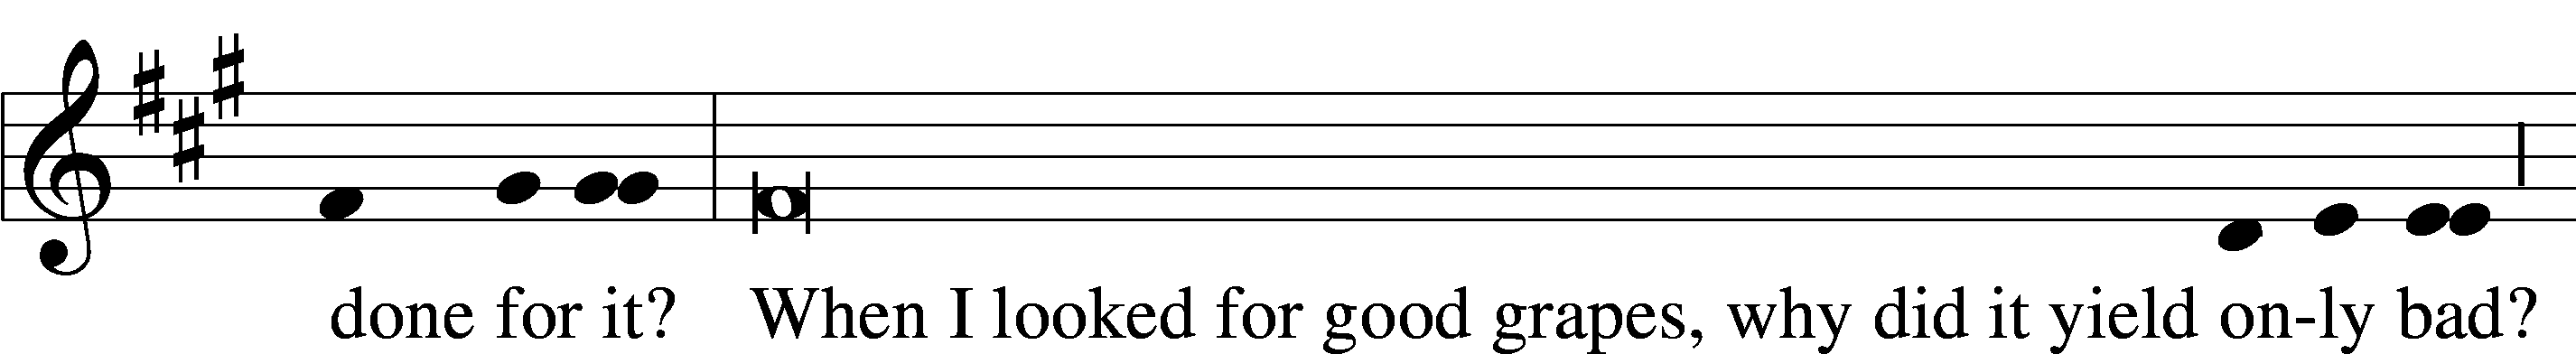 done for it? When I looked for good grapes, why did it yield on-ly bad?